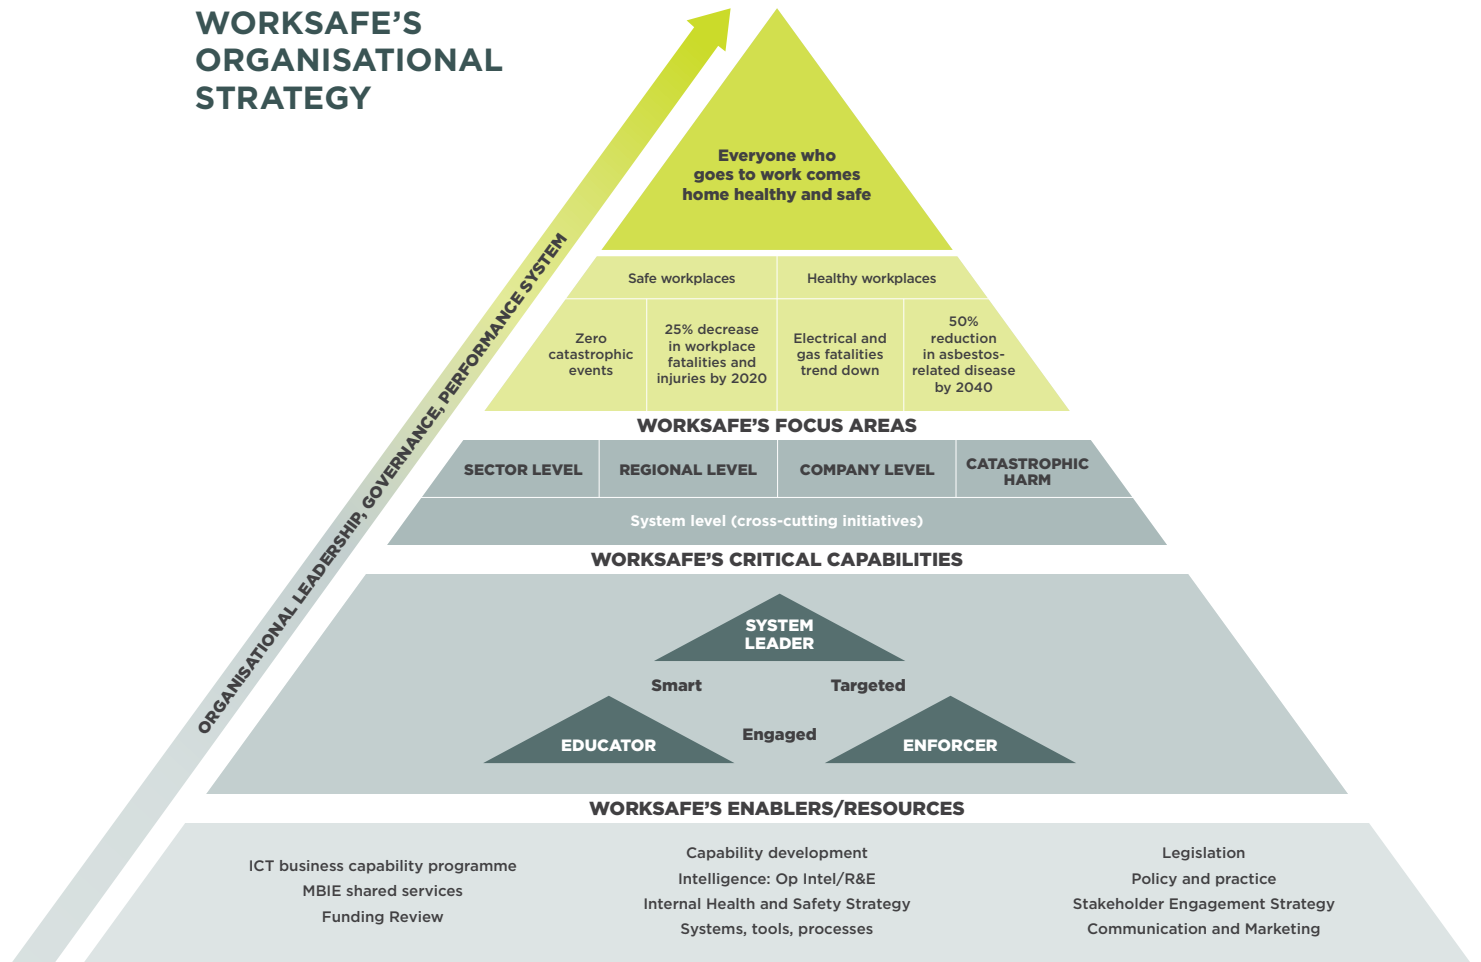 WORKSAFE’S
ORGANISATIONAL
STRATEGY
ORGANISATIONAL LEADERSHIP, GOVERNANCE, PERFORMANCE SYSTEM
Everyone who
goes to work comes
home healthy and safe
Safe workplaces
Healthy workplaces
Zero
catastrophic
events
25% decrease
in workplace
fatalities and
injuries by 2020
Electrical and
gas fatalities
trend down
50%
reduction
in asbestos-
related disease
by 2040
WORKSAFE’S FOCUS AREAS
SECTOR LEVEL
REGIONAL LEVEL
COMPANY LEVEL
CATASTROPHIC
HARM
System level (cross-cutting initiatives)
WORKSAFE’S CRITICAL CAPABILITIES
SYSTEM
LEADER
Smart
Targeted
EDUCATOR
Engaged
ENFORCER
WORKSAFE’S ENABLERS/RESOURCES
ICT business capability programme
MBIE shared services
Funding Review
Capability development
Intelligence: Op Intel/R&E
Internal Health and Safety Strategy
Systems, tools, processes
Legislation
Policy and practice
Stakeholder Engagement Strategy
Communication and Marketing